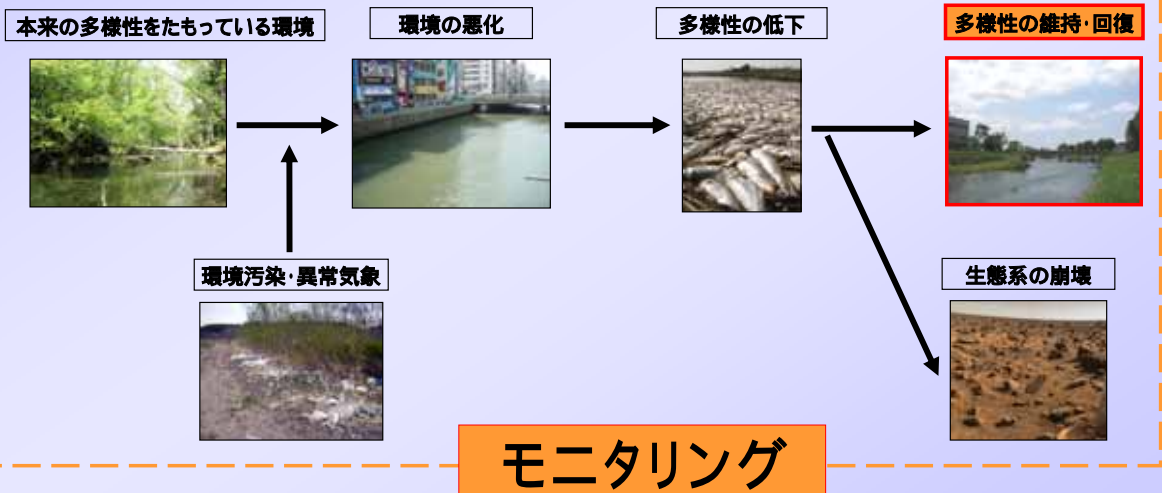 本来の多様性をたもっている環境
環境の悪化
多様性の低下
多様性の維持・回復
環境汚染・異常気象
生態系の崩壊
モニタリング